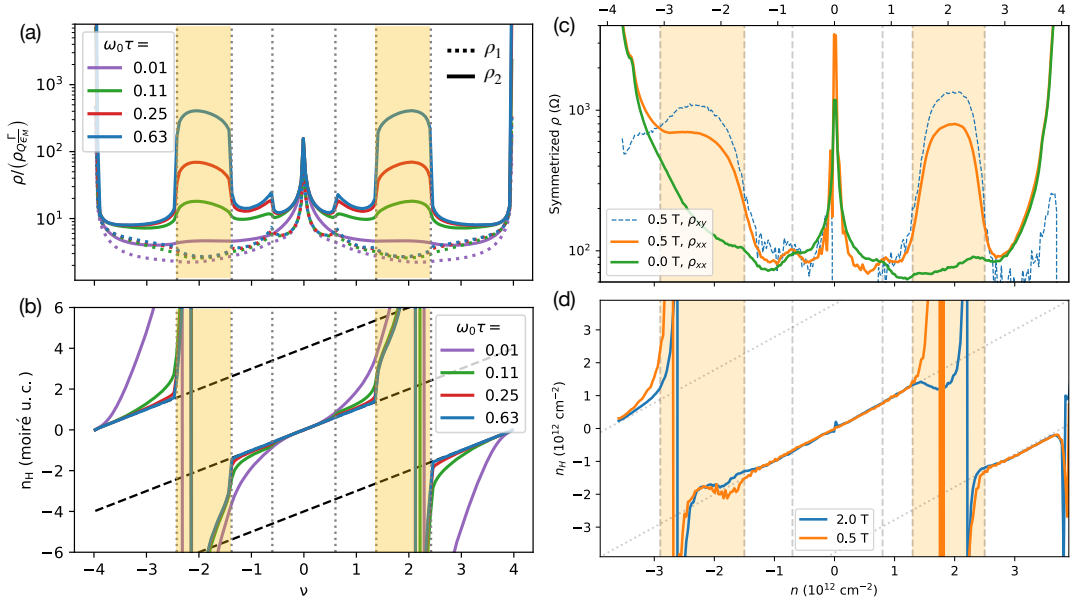 (a)
ω₀τ =
0.01
0.11
0.25
0.63
ρ₁
ρ₂
10³
10²
10¹
ρ/(ρ_Q Γ/ϵ_M)
(b)
6
4
2
0
−2
−4
−6
n_H (moiré u. c.)
ω₀τ =
0.01
0.11
0.25
0.63
−4 −3 −2 −1 0 1 2 3 4
ν
−4 −3 −2 −1 0 1 2 3 4
(c)
10³
10²
Symmetrized ρ (Ω)
0.5 T, ρ_xy
0.5 T, ρ_xx
0.0 T, ρ_xx
(d)
3
2
1
0
−1
−2
−3
n_H (10¹² cm⁻²)
2.0 T
0.5 T
−3 −2 −1 0 1 2 3
n (10¹² cm⁻²)